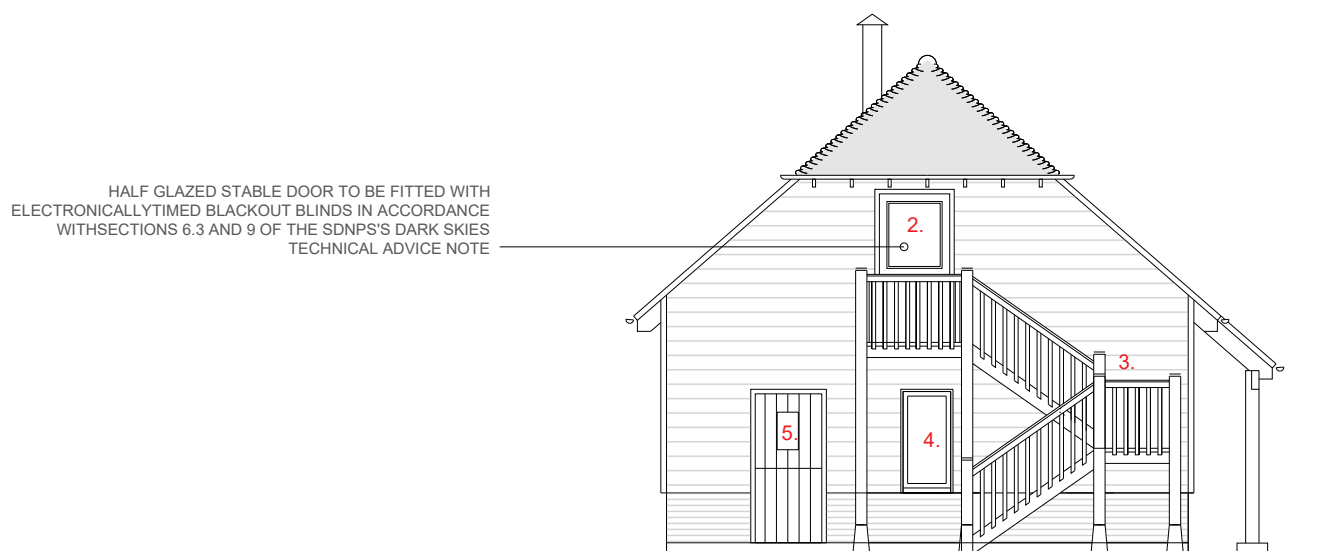 HALF GLAZED STABLE DOOR TO BE FITTED WITH
ELECTRONICALLYTIMED BLACKOUT BLINDS IN ACCORDANCE
WITHSECTIONS 6.3 AND 9 OF THE SDNPS'S DARK SKIES
TECHNICAL ADVICE NOTE
2.
3.
5.
4.